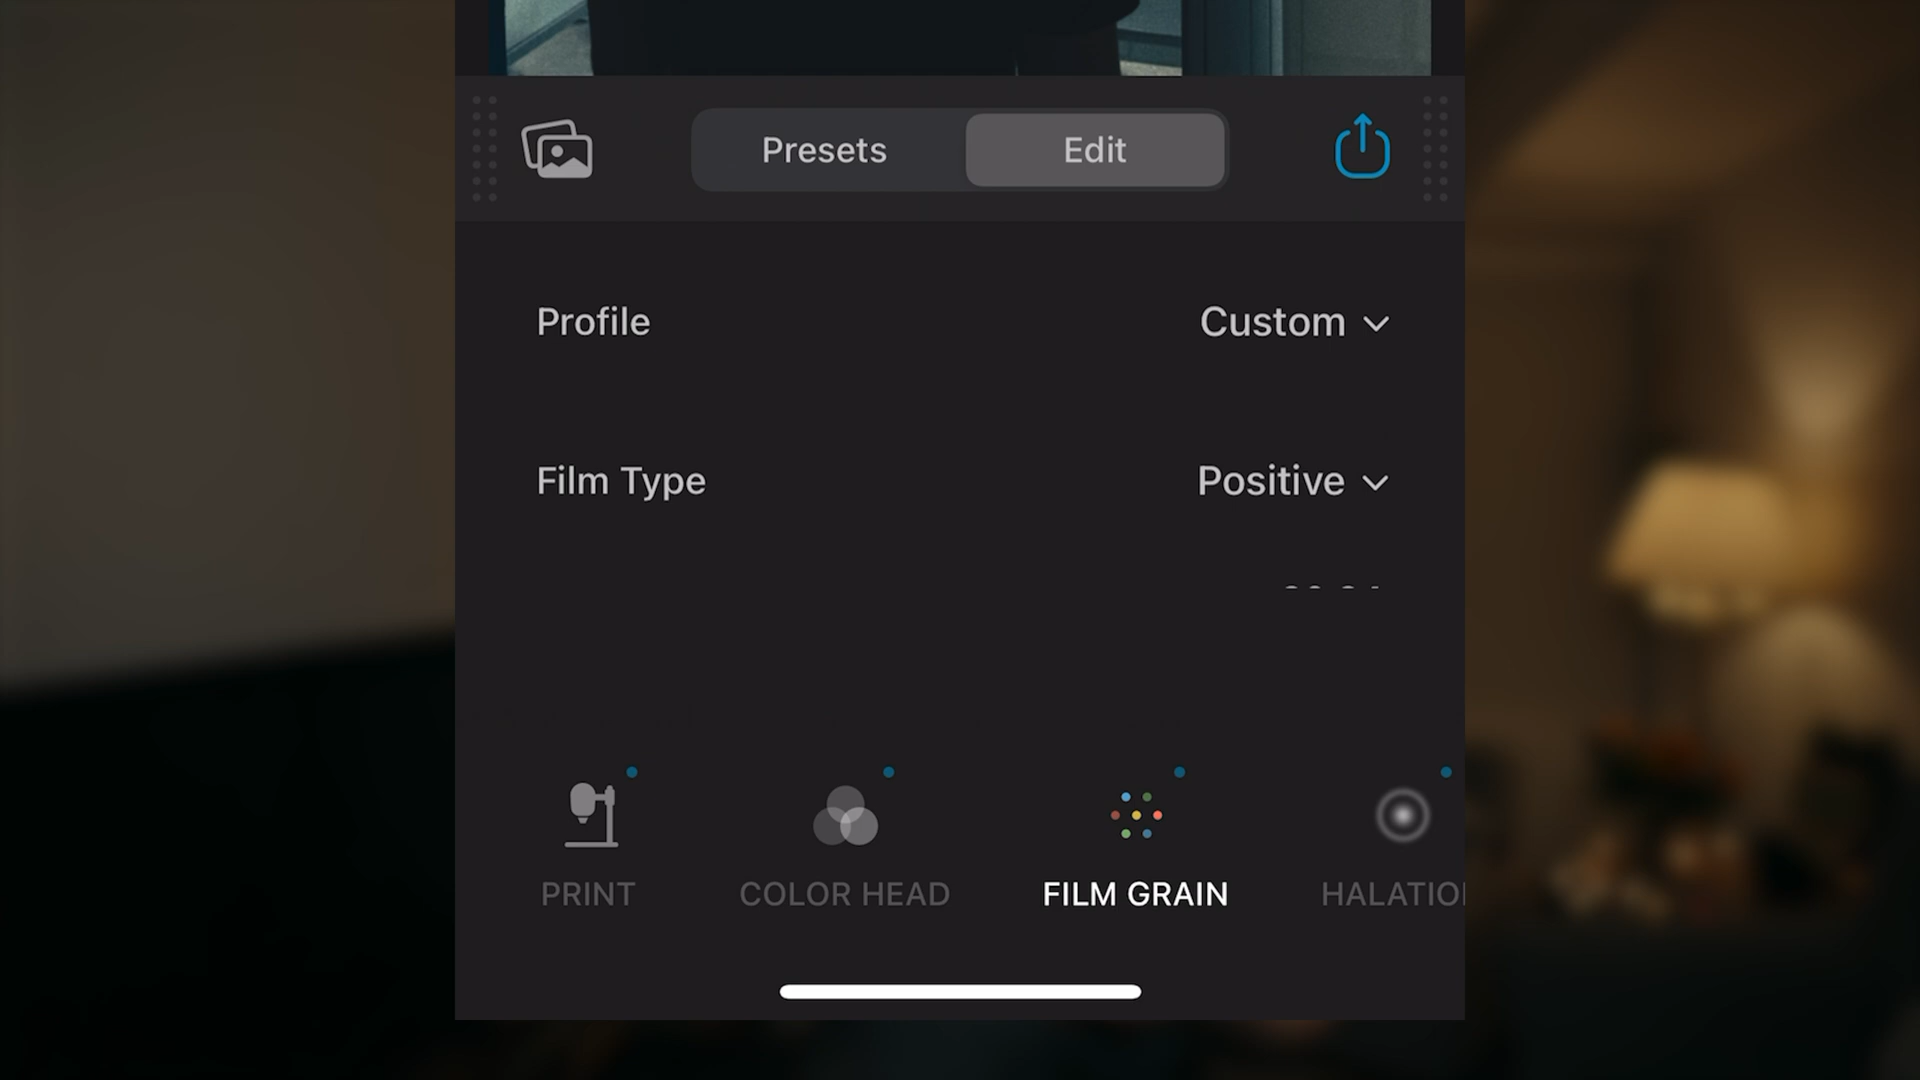 Presets Edit
Profile Custom
Film Type Positive
PRINT COLOR HEAD FILM GRAIN HALATIO